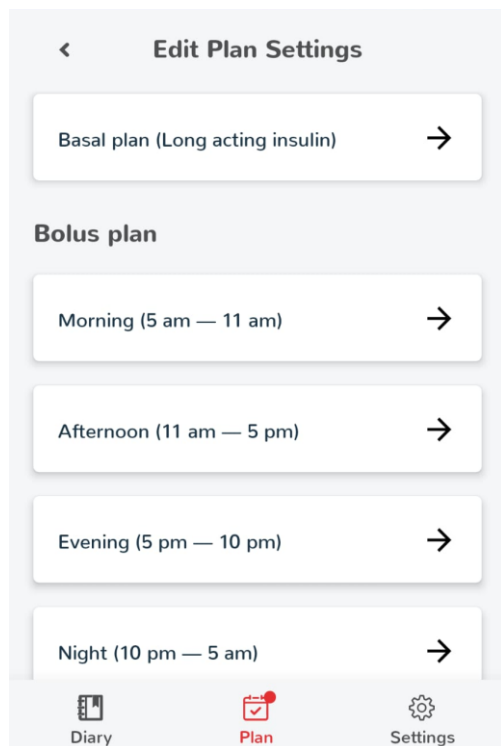 Edit Plan Settings
Basal plan (Long acting insulin)
Bolus plan
Morning (5 am — 11 am)
Afternoon (11 am — 5 pm)
Evening (5 pm — 10 pm)
Night (10 pm — 5 am)
Diary
Plan
Settings